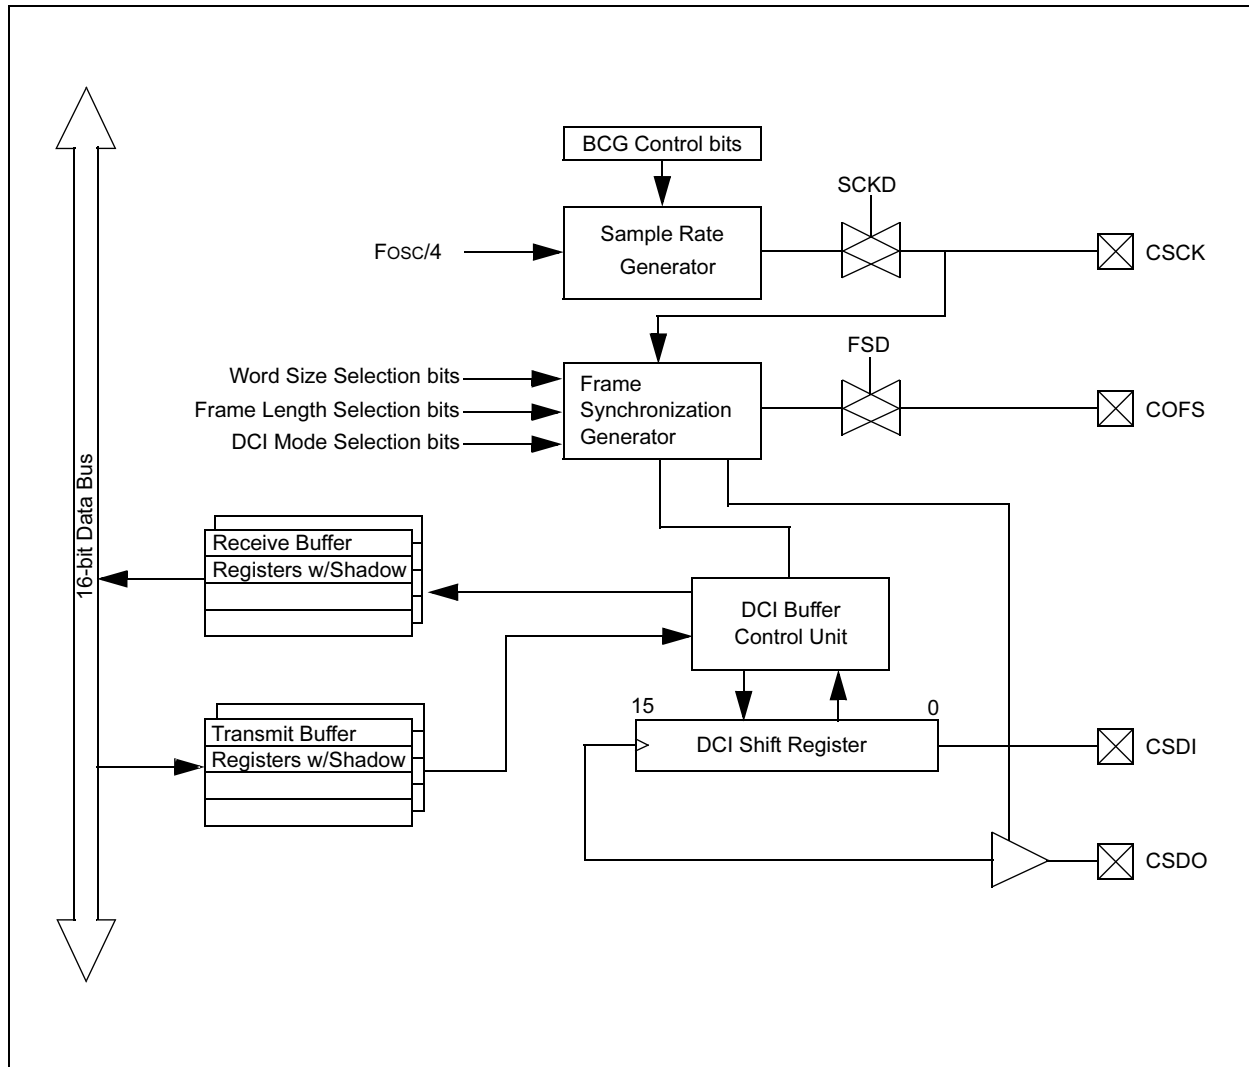 BCG Control bits
SCKD
Sample Rate
Generator
FOSC/4
CSCK
FSD
Word Size Selection bits
Frame Length Selection bits
DCI Mode Selection bits
Frame
Synchronization
Generator
COFS
16-bit Data Bus
Receive Buffer
Registers w/Shadow
DCI Buffer
Control Unit
15
0
Transmit Buffer
Registers w/Shadow
DCI Shift Register
CSDI
CSDO